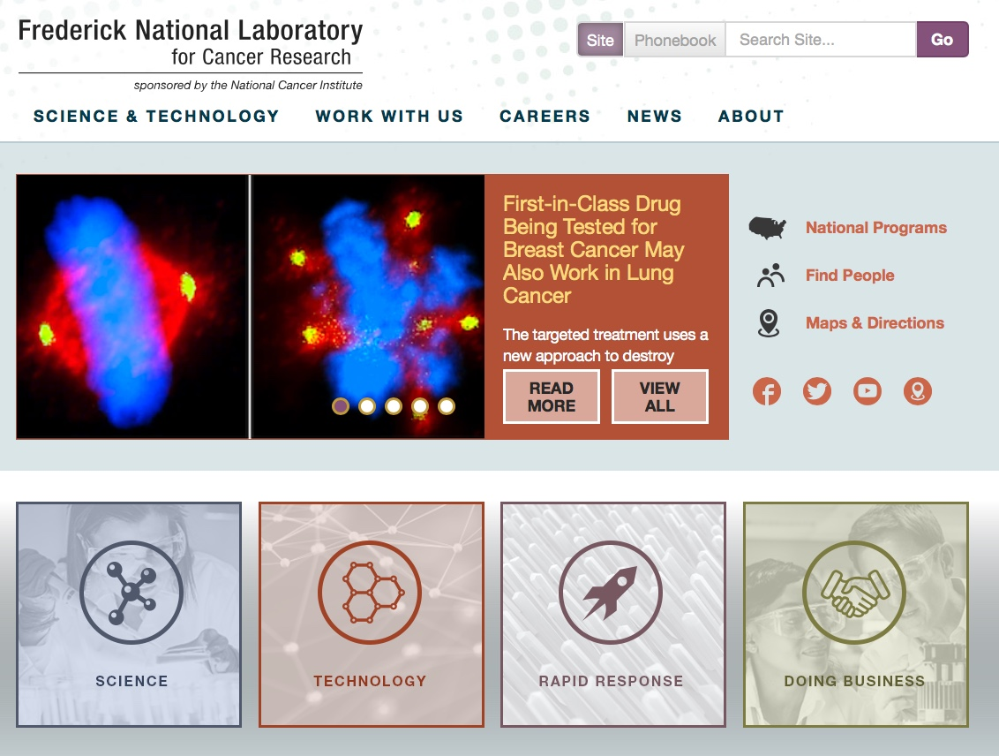 Frederick National Laboratory
for Cancer Research
sponsored by the National Cancer Institute
Site
Phonebook
Search Site...
Go
SCIENCE & TECHNOLOGY
WORK WITH US
CAREERS
NEWS
ABOUT
First-in-Class Drug
Being Tested for
Breast Cancer May
Also Work in Lung
Cancer
The targeted treatment uses a
new approach to destroy
READ
MORE
VIEW
ALL
National Programs
Find People
Maps & Directions
SCIENCE
TECHNOLOGY
RAPID RESPONSE
DOING BUSINESS